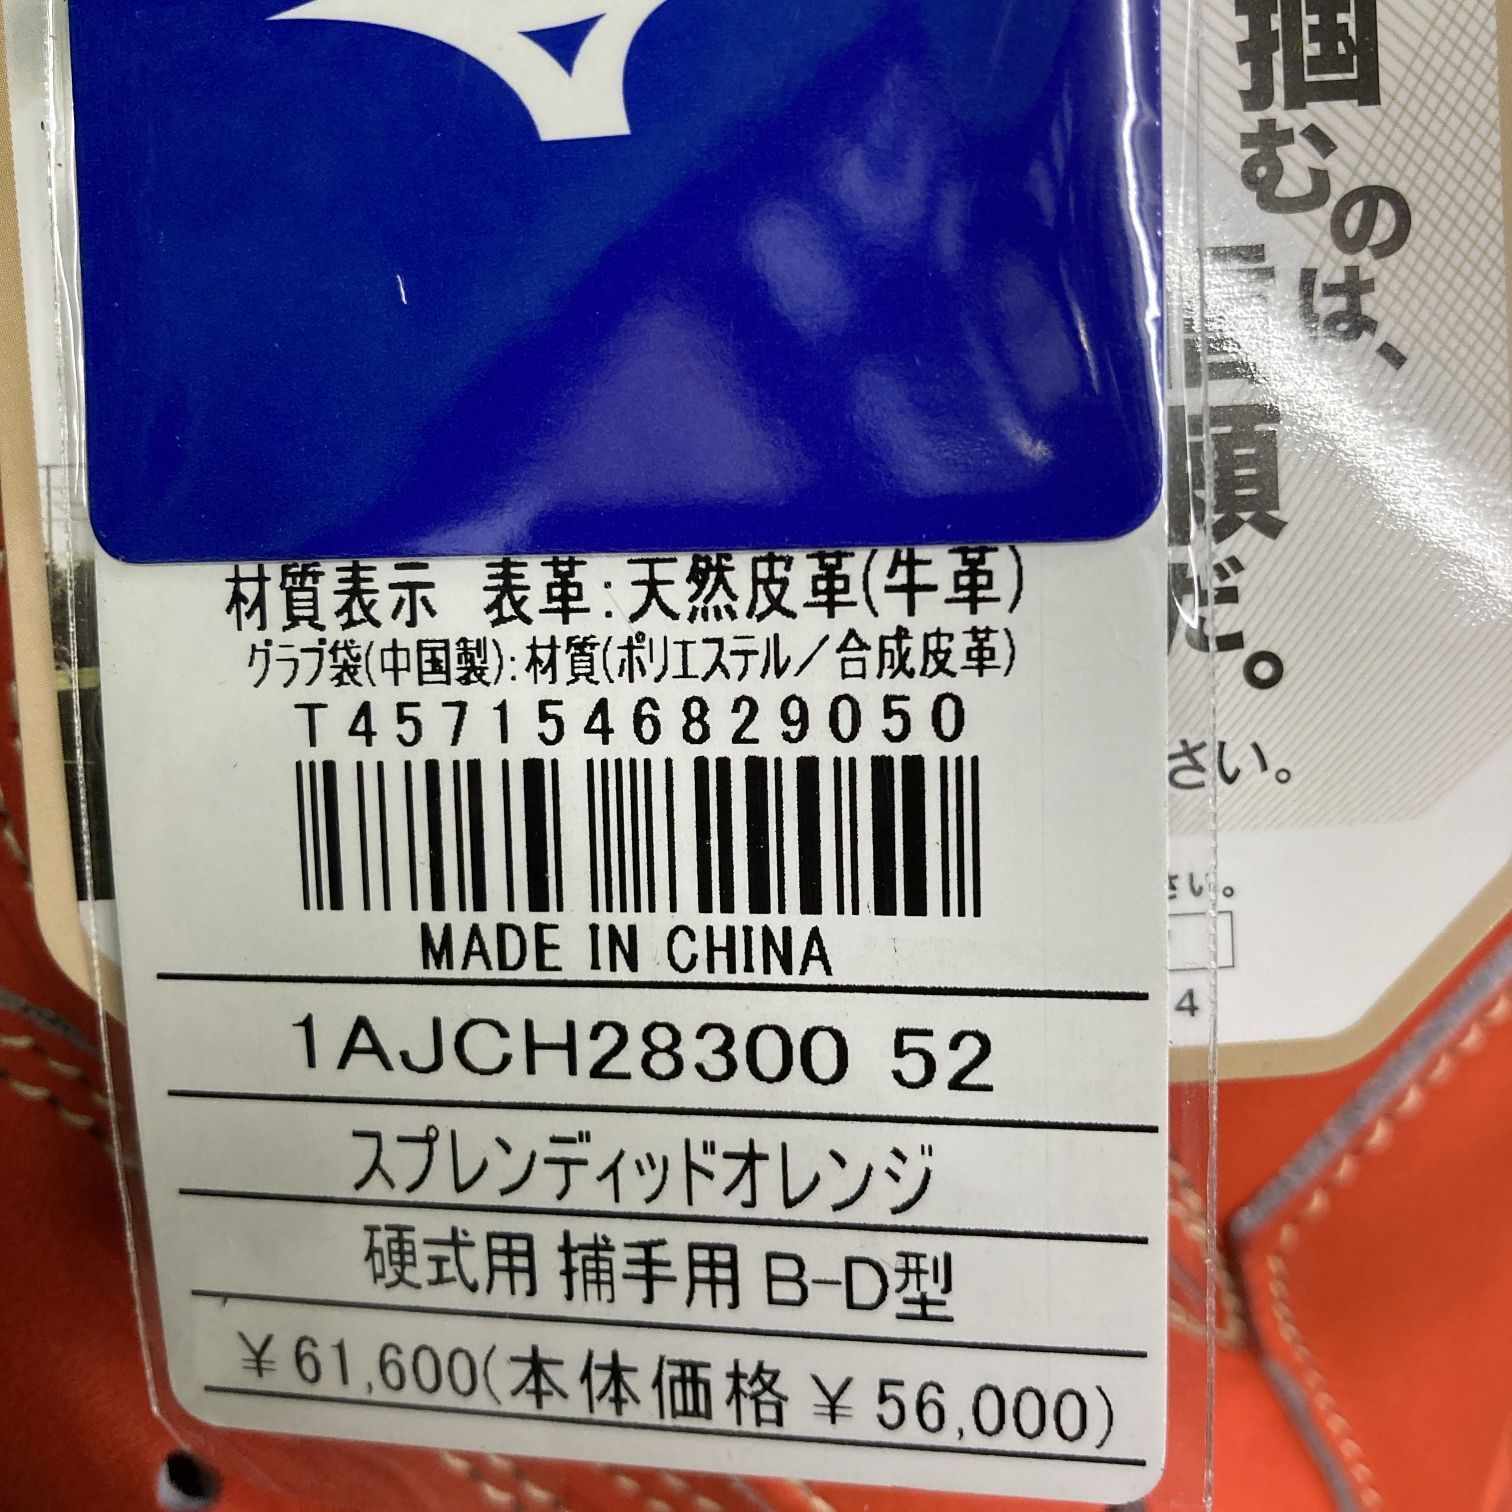 材質表示 表革:天然皮革(牛革)
グラブ袋(中国製):材質(ポリエステル／合成皮革)
T4571546829050
MADE IN CHINA
1AJCH28300 52
スプレンディッドオレンジ
硬式用 捕手用 B-D型
￥61,600(本体価格￥56,000)
掴むのは、
頼だ。
さい。
さい。
4